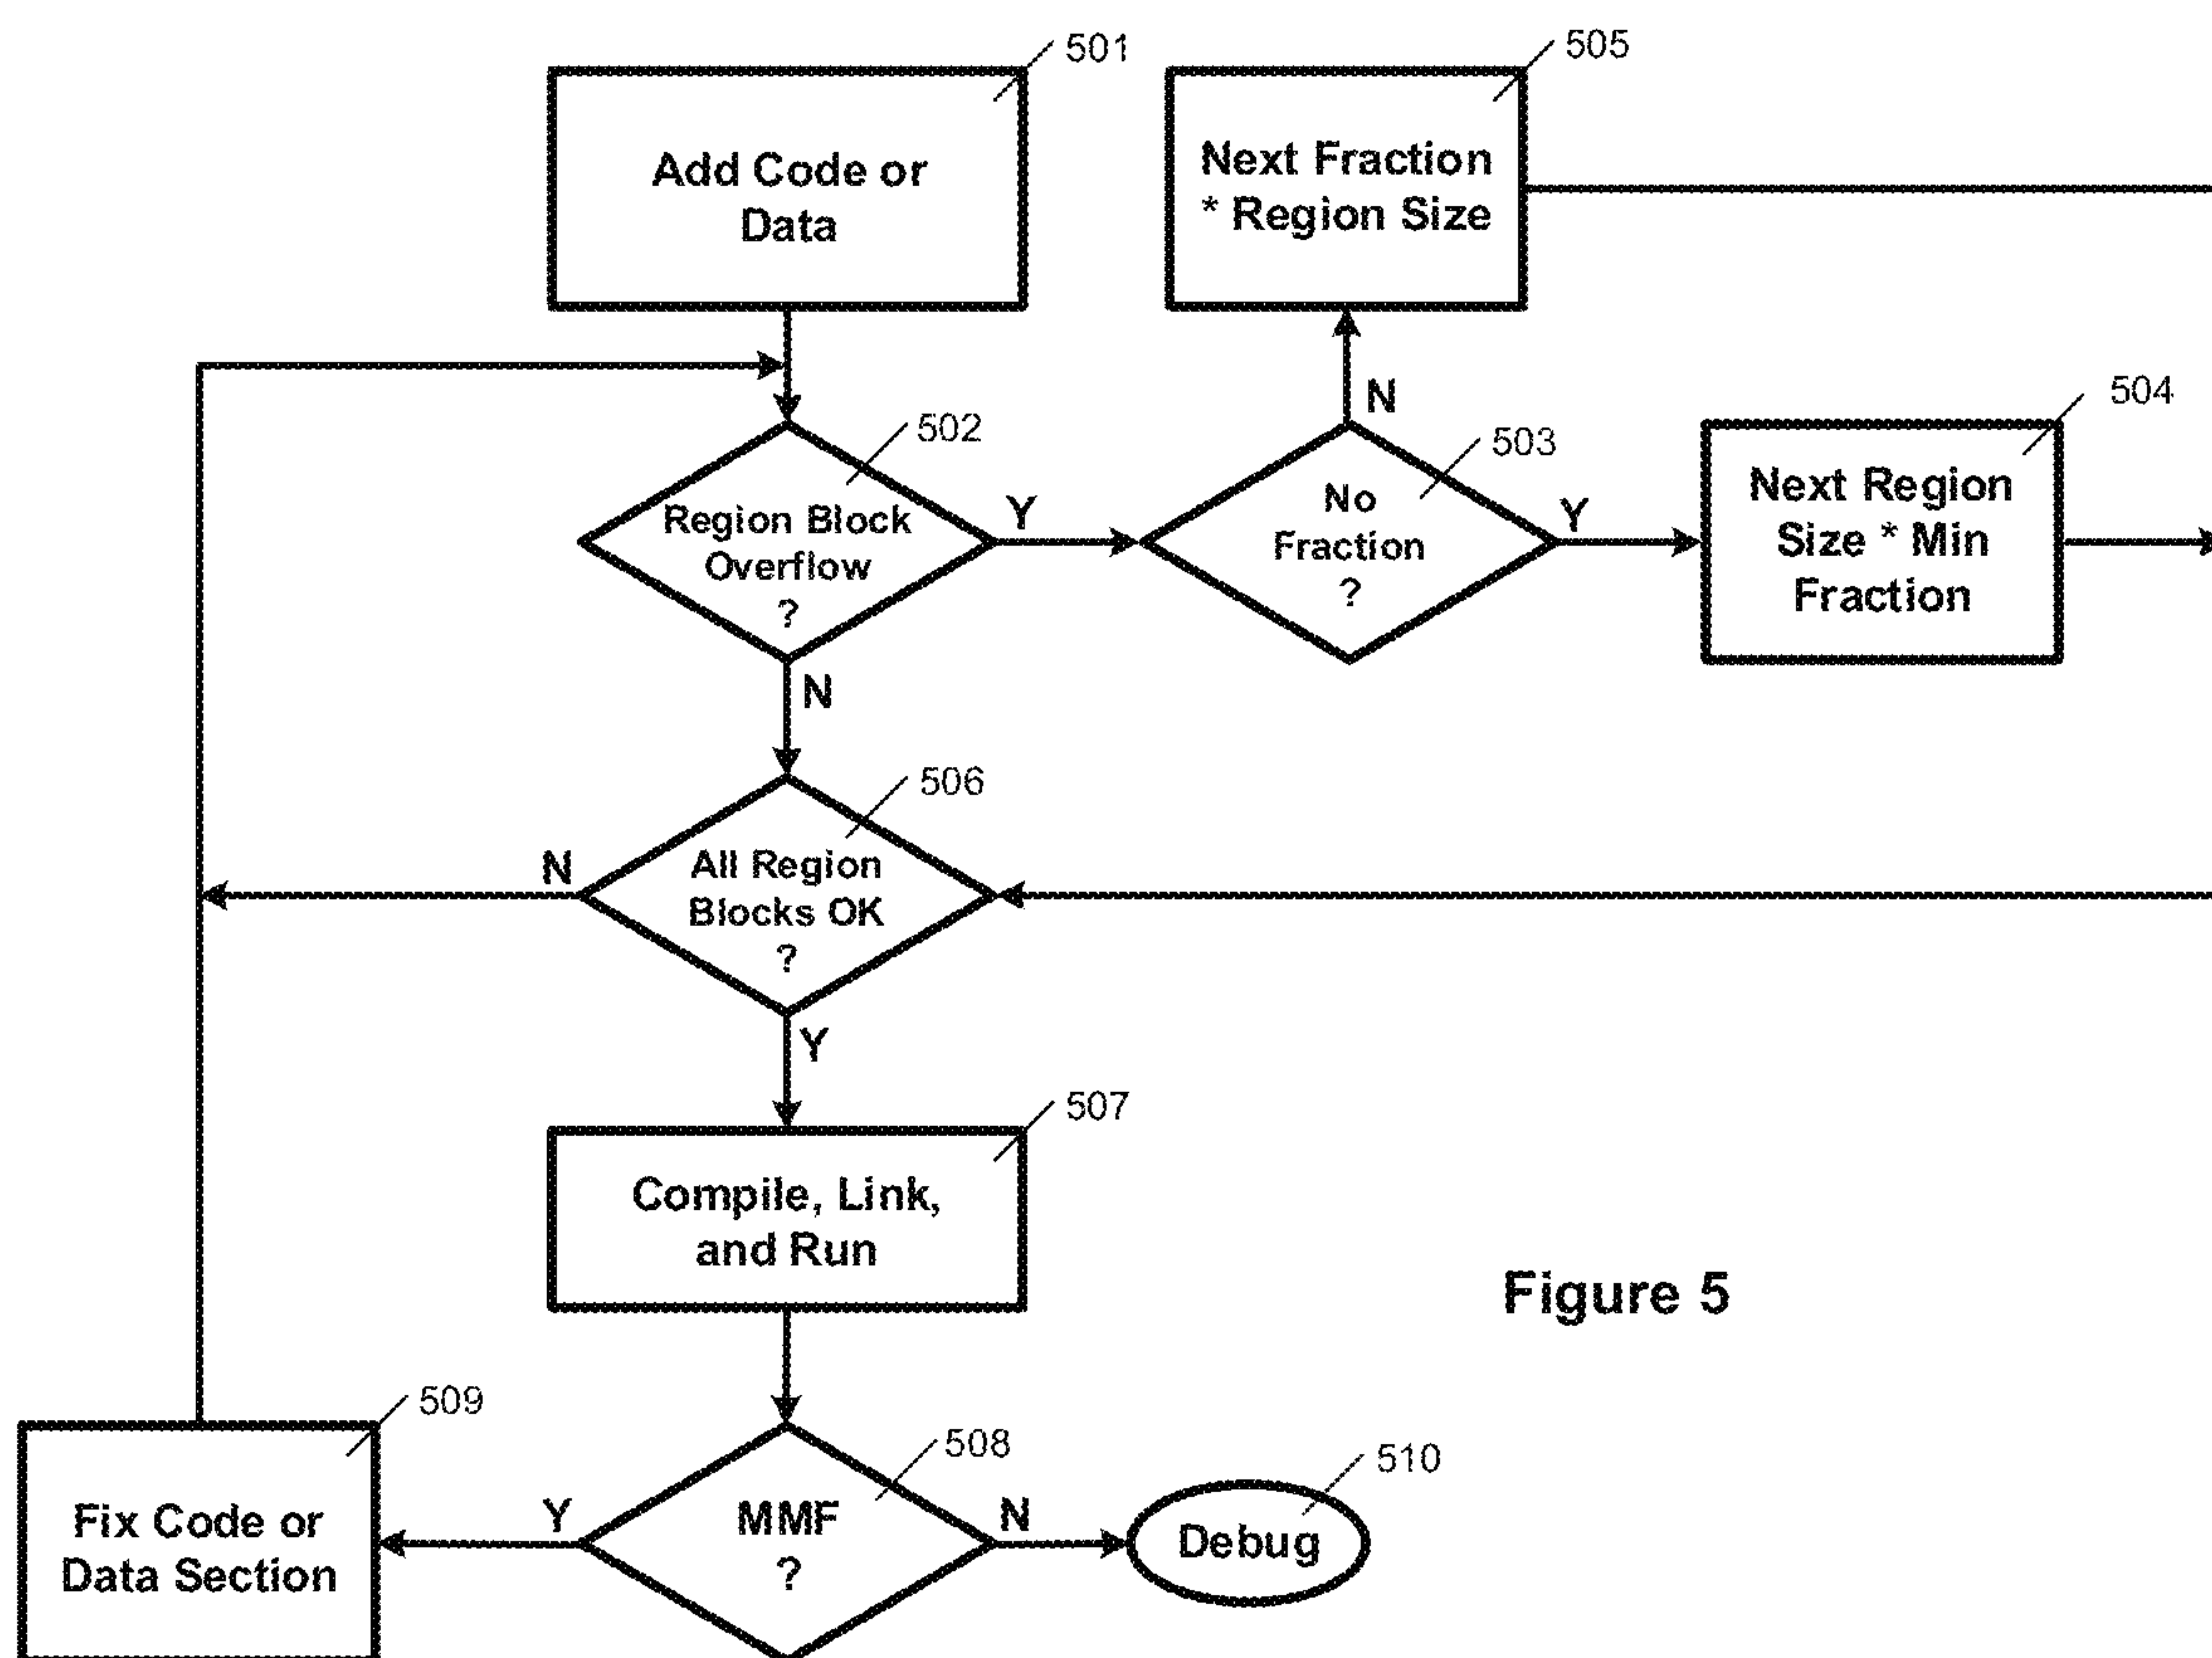 501
Add Code or
Data
505
Next Fraction
* Region Size
502
Region Block
Overflow
?
Y
N
503
No
Fraction
?
N
Y
504
Next Region
Size * Min
Fraction
506
All Region
Blocks OK
?
N
Y
507
Compile, Link,
and Run
Figure 5
508
MMF
?
Y
N
509
Fix Code or
Data Section
510
Debug